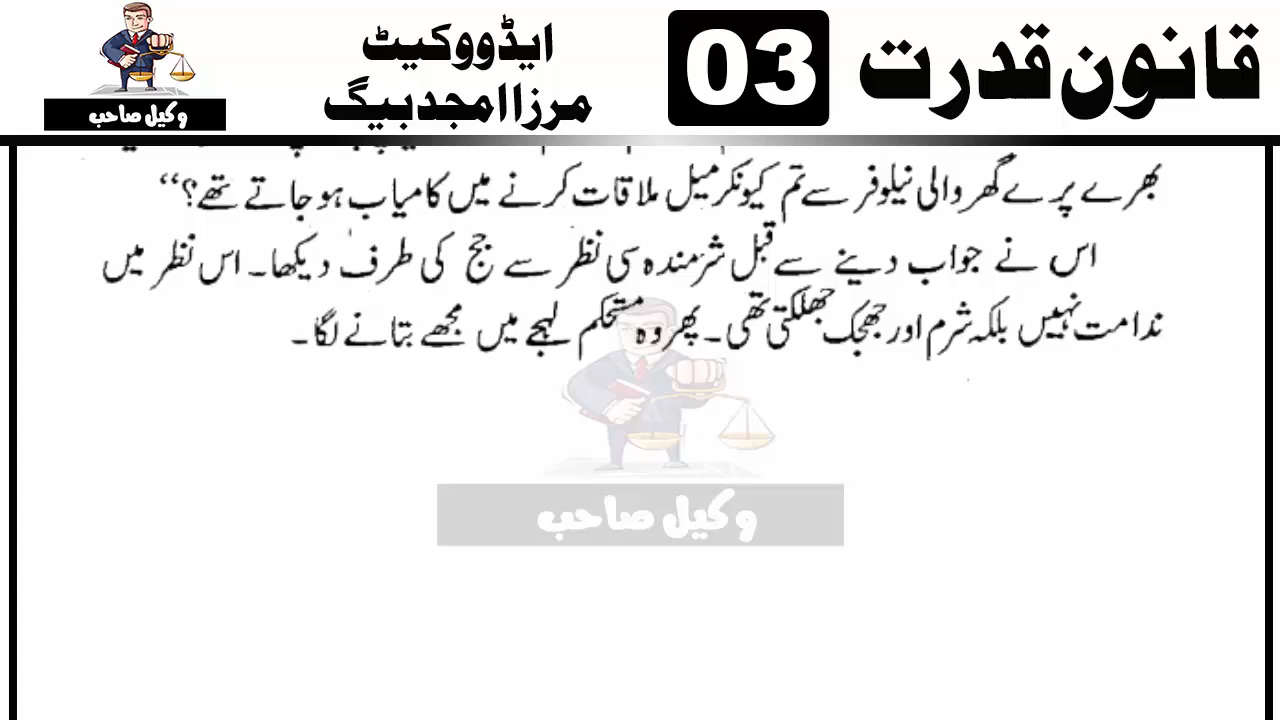 قانون قدرت 03
ایڈووکیٹ
مرزا امجد بیگ
وکیل صاحب
بھرے پرے گھر والی نیلوفر سے تم کیونکر میل ملاقات کرنے میں کامیاب ہو جاتے تھے؟‘‘
اس نے جواب دینے سے قبل شرمندہ سی نظر سے جج کی طرف دیکھا۔ اس نظر میں
ندامت نہیں بلکہ شرم اور جھجک جھلکتی تھی۔ پھر وہ مستحکم لہجے میں مجھے بتانے لگا۔
وکیل صاحب